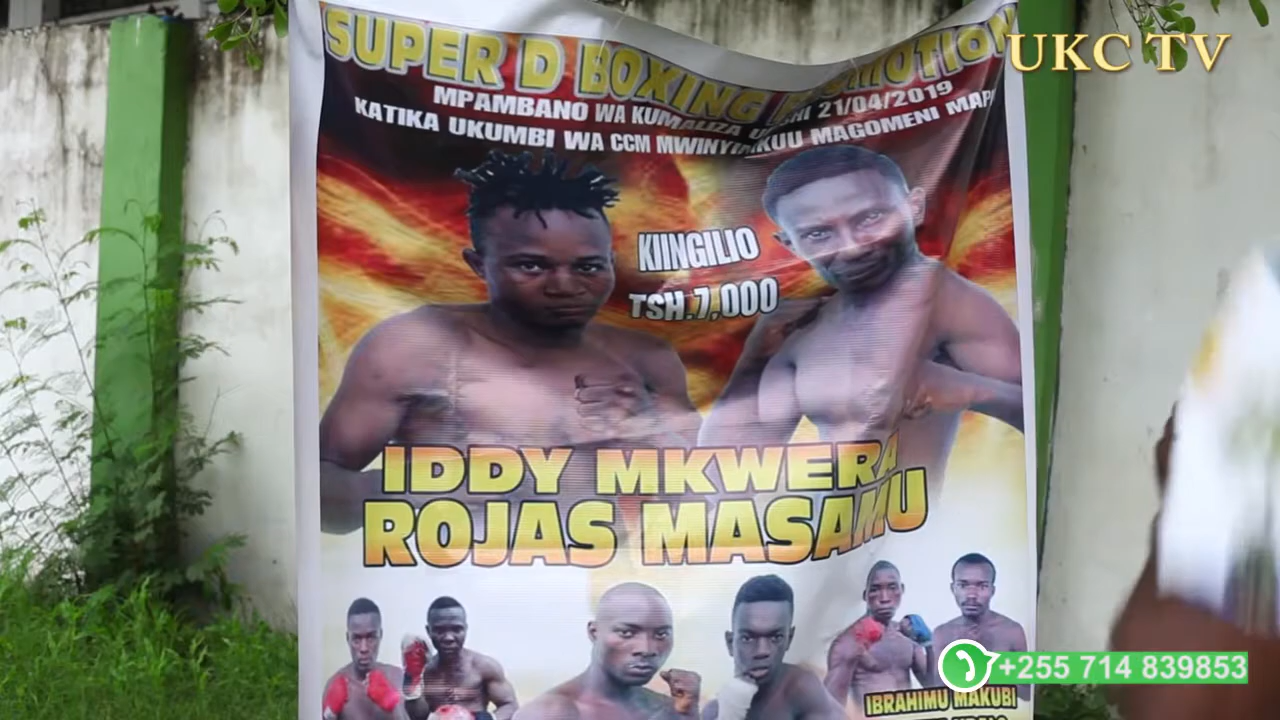 SUPER D BOXING
UKC TV
MPAMBANO WA KUMALIZA 21/04/2019
KATIKA UKUMBI WA CCM MAGOMENI
KIINGILIO
TSH.7,000
IDDY MKWERA
ROJAS MASAMU
IBRAHIMU MAKUBI
+255 714 839853